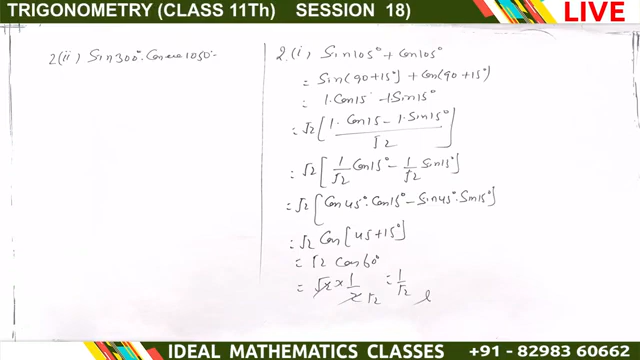 TRIGONOMETRY (CLASS 11Th) SESSION 18)
LIVE
2(ii) Sin300°. Cosec1050°=
2.(i) Sin105° + Cos105°
= Sin(90+15°) + Cos(90+15°)
= 1.Cos15 - 1Sin15°
= √2 [ 1.Cos15 - 1.Sin15° / √2 ]
= √2 [ 1/√2 Cos15° - 1/√2 Sin15° ]
= √2 [ Cos45°. Cos15° - Sin45°. Sin15° ]
= √2 Cos[45+15°]
= √2 cos60°
= √2 × 1/2 √2 = 1/√2
IDEAL MATHEMATICS CLASSES
+91 - 82983 60662